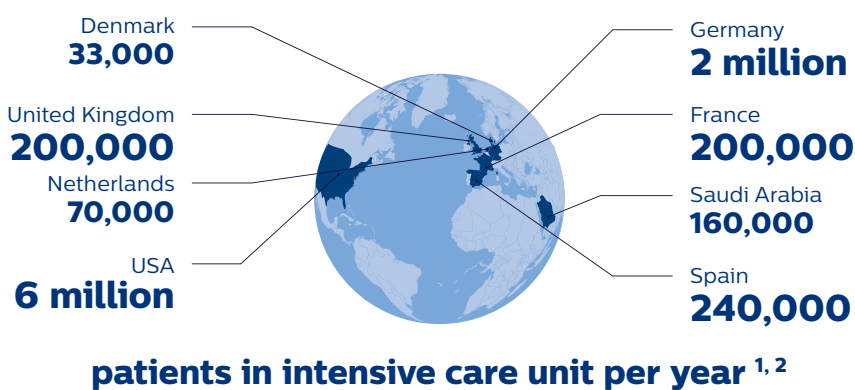 Denmark
33,000
United Kingdom
200,000
Netherlands
70,000
USA
6 million
Germany
2 million
France
200,000
Saudi Arabia
160,000
Spain
240,000
patients in intensive care unit per year 1, 2